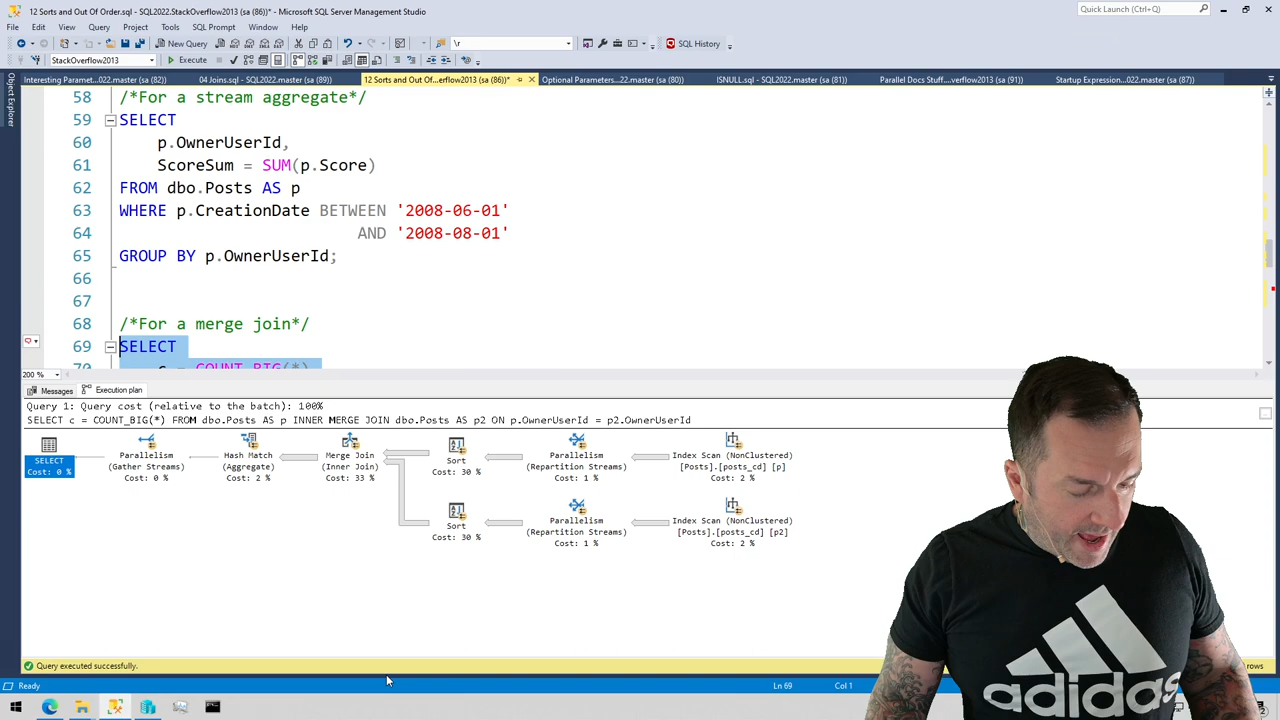 12 Sorts and Out Of Order.sql - SQL2022.StackOverflow2013 (sa (86))* - Microsoft SQL Server Management Studio
Quick Launch (Ctrl+Q)
File Edit View Query Project Tools SQL Prompt Window Help
New Query
\r
SQL History
StackOverflow2013
Execute
Interesting Paramet...022.master (82))
04 Joins.sql - SQL2022.master (sa (89))
12 Sorts and Out Of...erflow2013 (sa (86))*
Optional Parameters...22.master (sa (80))
ISNULL.sql - SQL2022.master (sa (81))
Parallel Docs Stuff...verflow2013 (sa (91))
Startup Expression...022.master (sa (87))
Object Explorer
58 /*For a stream aggregate*/
59 SELECT
60 p.OwnerUserId,
61 ScoreSum = SUM(p.Score)
62 FROM dbo.Posts AS p
63 WHERE p.CreationDate BETWEEN '2008-06-01'
64 AND '2008-08-01'
65 GROUP BY p.OwnerUserId;
66
67
68 /*For a merge join*/
69 SELECT
70 c = COUNT_BIG(*)
200 %
Messages Execution plan
Query 1: Query cost (relative to the batch): 100%
SELECT c = COUNT_BIG(*) FROM dbo.Posts AS p INNER MERGE JOIN dbo.Posts AS p2 ON p.OwnerUserId = p2.OwnerUserId
SELECT
Cost: 0 %
Parallelism
(Gather Streams)
Cost: 0 %
Hash Match
(Aggregate)
Cost: 2 %
Merge Join
(Inner Join)
Cost: 33 %
Sort
Cost: 30 %
Parallelism
(Repartition Streams)
Cost: 1 %
Index Scan (NonClustered)
[Posts].[posts_cd] [p]
Cost: 2 %
Sort
Cost: 30 %
Parallelism
(Repartition Streams)
Cost: 1 %
Index Scan (NonClustered)
[Posts].[posts_cd] [p2]
Cost: 2 %
adidas
Query executed successfully.
rows
Ready
Ln 69
Col 1